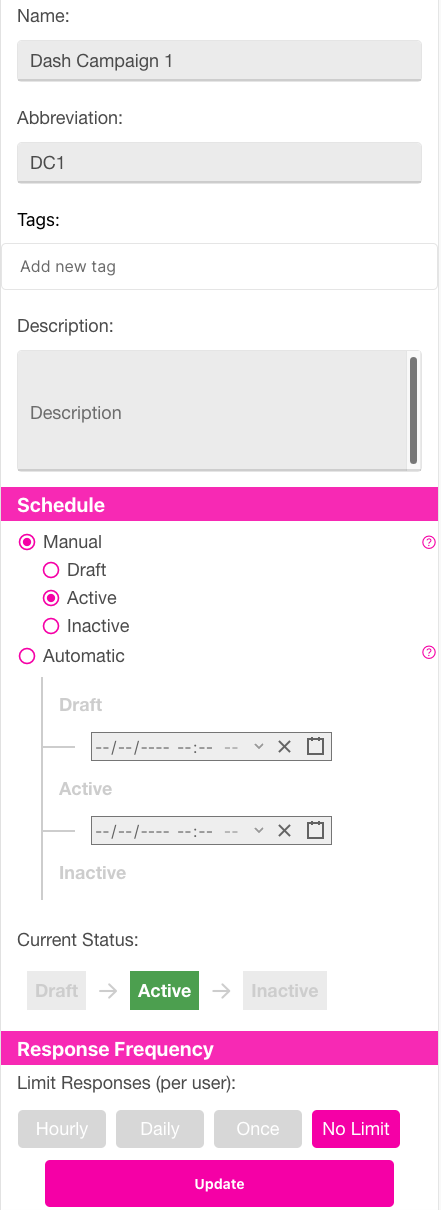 Name:
Dash Campaign 1
Abbreviation:
DC1
Tags:
Add new tag
Description:
Description
Schedule
Manual
Draft
Active
Inactive
Automatic
Draft
--/--/---- --:-- --
Active
--/--/---- --:-- --
Inactive
Current Status:
Draft → Active → Inactive
Response Frequency
Limit Responses (per user):
Hourly Daily Once No Limit
Update